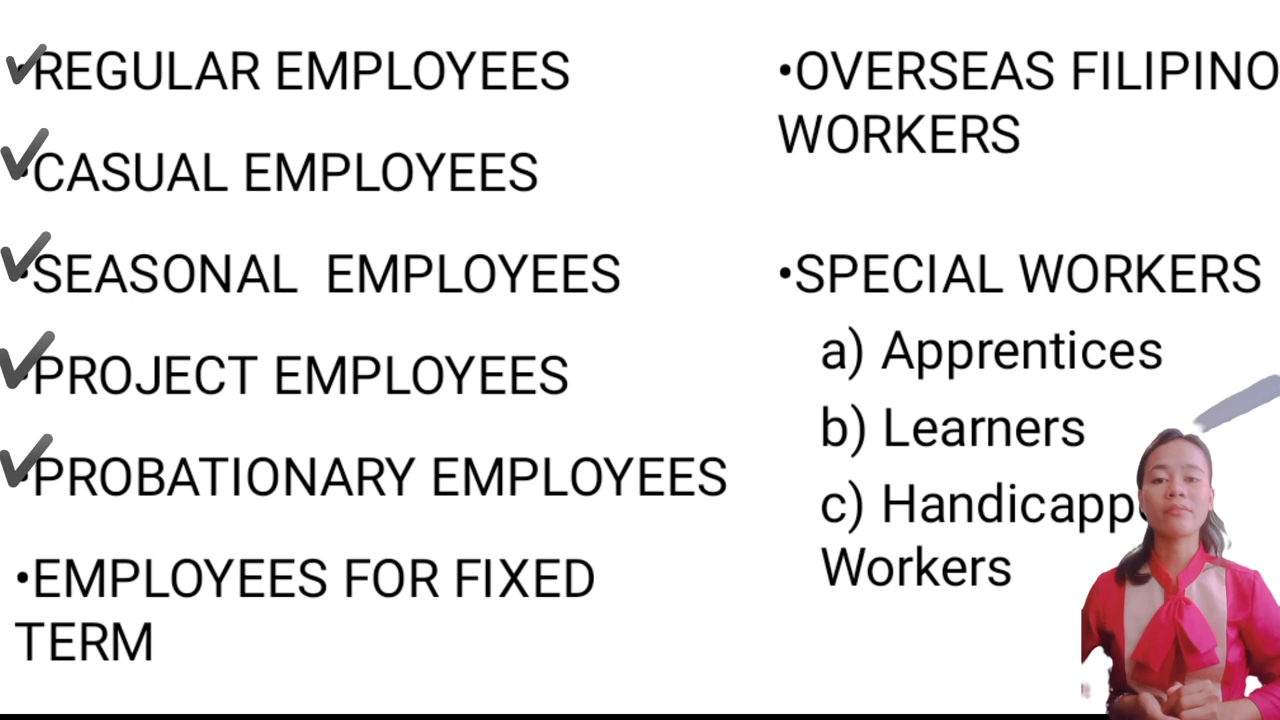 •REGULAR EMPLOYEES
•CASUAL EMPLOYEES
•SEASONAL EMPLOYEES
•PROJECT EMPLOYEES
•PROBATIONARY EMPLOYEES
•EMPLOYEES FOR FIXED
TERM
•OVERSEAS FILIPINO
WORKERS
•SPECIAL WORKERS
a) Apprentices
b) Learners
c)
Workers